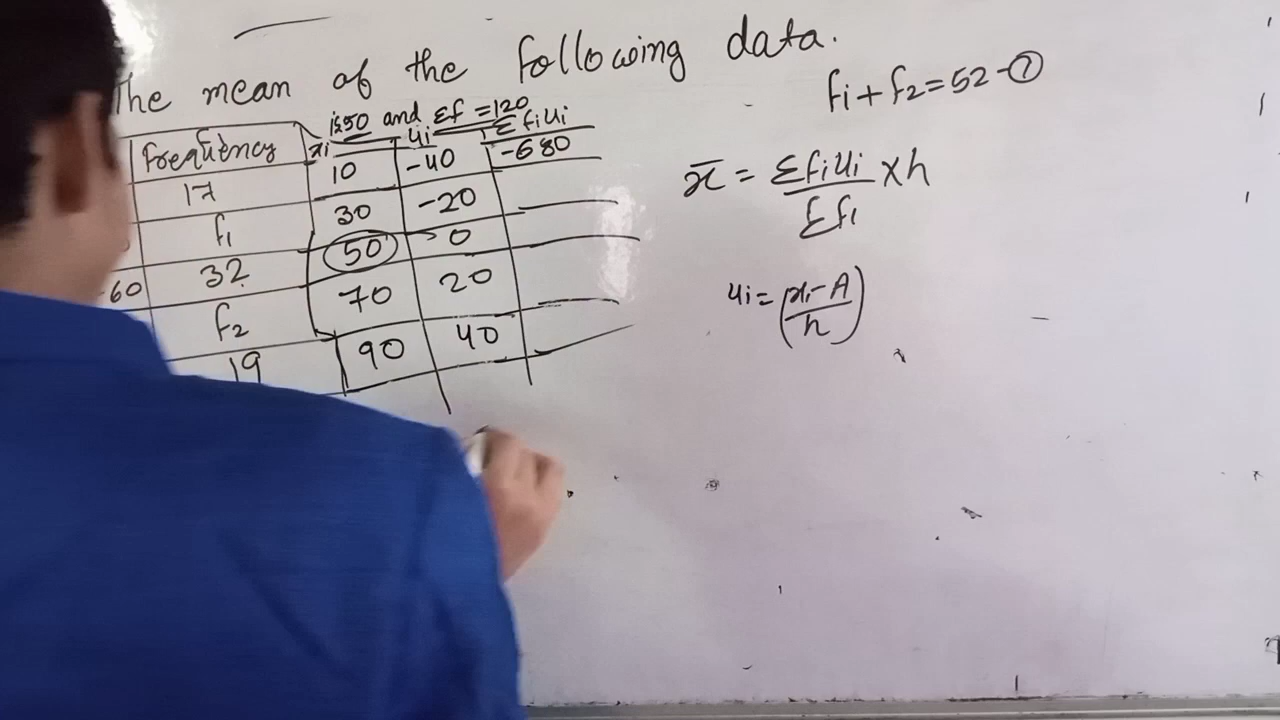 The mean of the following data.
is 50 and Σf = 120
f1 + f2 = 52 - ①
frequency xi ui Σfiui
17 10 -40 -680
f1 30 -20
-60 32 50 0
f2 70 20
19 90 40
x̄ = Σfiui / Σfi × h
ui = (xi - A / h)